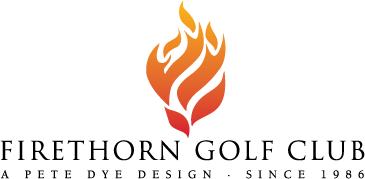 FIRETHORN GOLF CLUB
A PETE DYE DESIGN · SINCE 1986